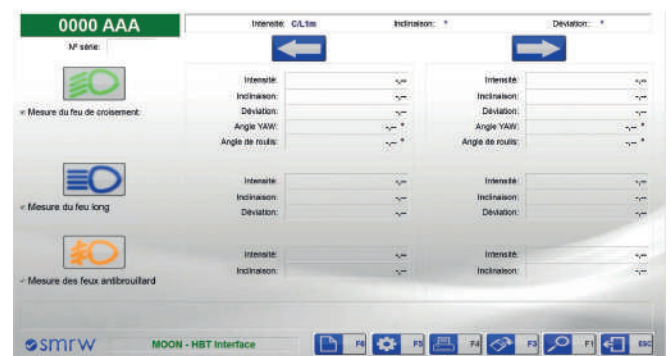 0000 AAA
Intensité: C/L1m Inclinaison: ° Déviation: °
Nº série:
Intensité: -,-- Intensité: -,--
Inclinaison: -,-- Inclinaison: -,--
Mesure du feu de croisement: Déviation: -,-- Déviation: -,--
Angle YAW: -,-- ° Angle YAW: -,-- °
Angle de roulis: -,-- ° Angle de roulis: -,-- °
Intensité: -,-- Intensité: -,--
Inclinaison: -,-- Inclinaison: -,--
Mesure du feu long Déviation: -,-- Déviation: -,--
Intensité: -,-- Intensité: -,--
Inclinaison: -,-- Inclinaison: -,--
Mesure des feux antibrouillard
smrw MOON - HBT Interface F6 F5 F4 F3 F1 ESC